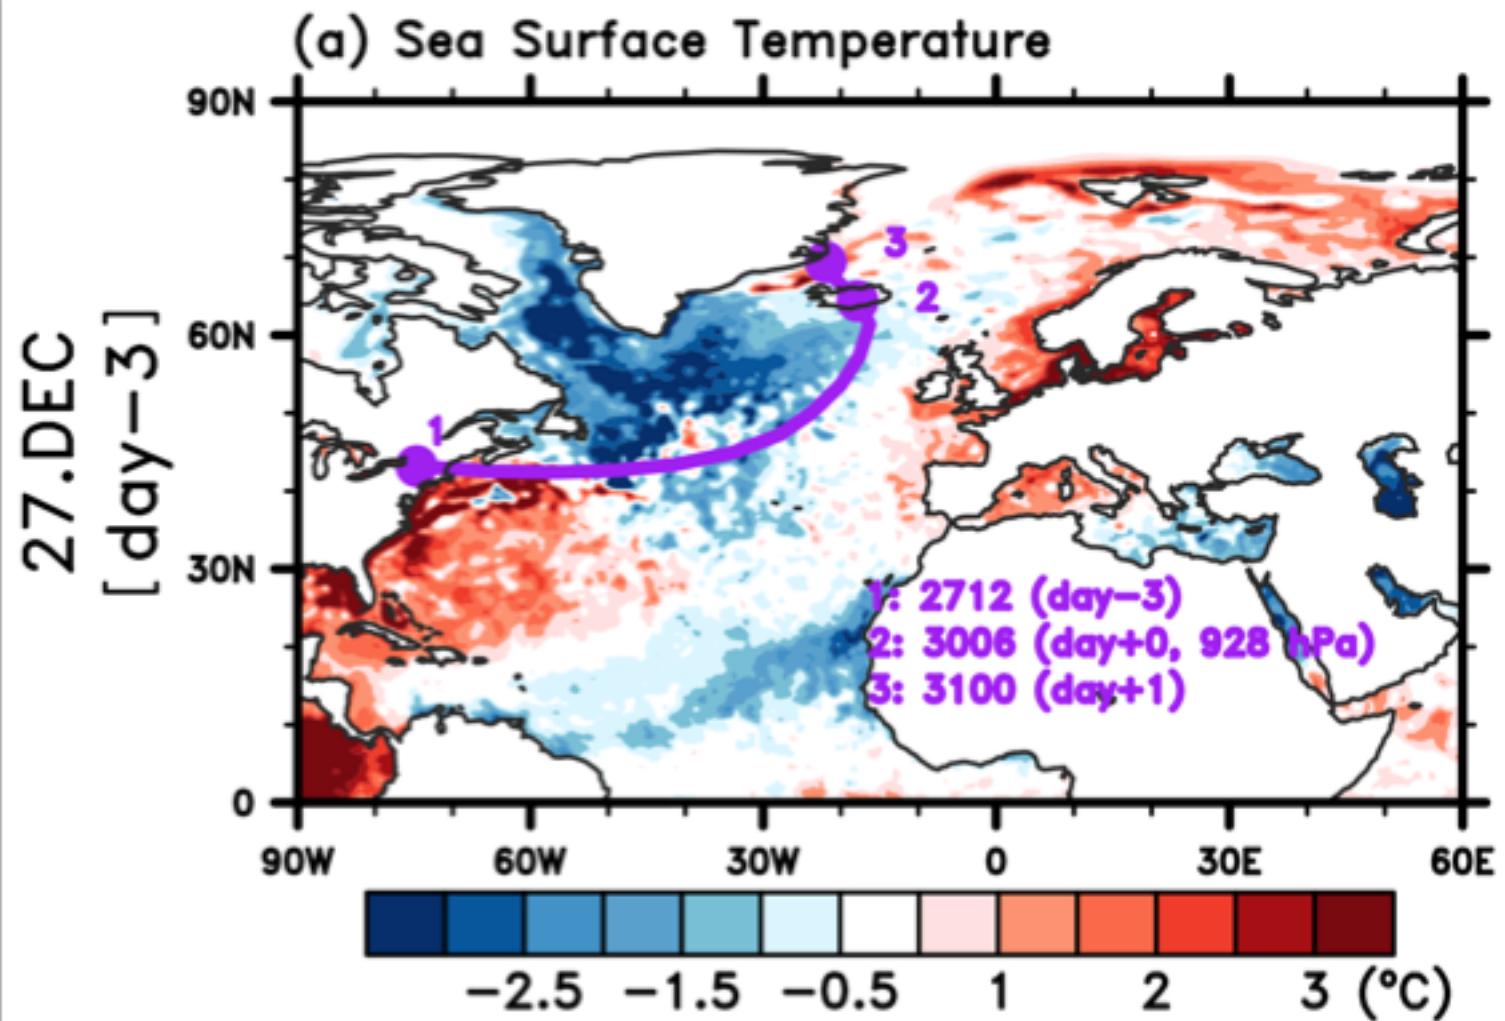 (a) Sea Surface Temperature
27.DEC
[day-3]
90N
60N
30N
0
3
2
1
1: 2712 (day-3)
2: 3006 (day+0, 928 hPa)
3: 3100 (day+1)
90W 60W 30W 0 30E 60E
-2.5 -1.5 -0.5 1 2 3 (°C)